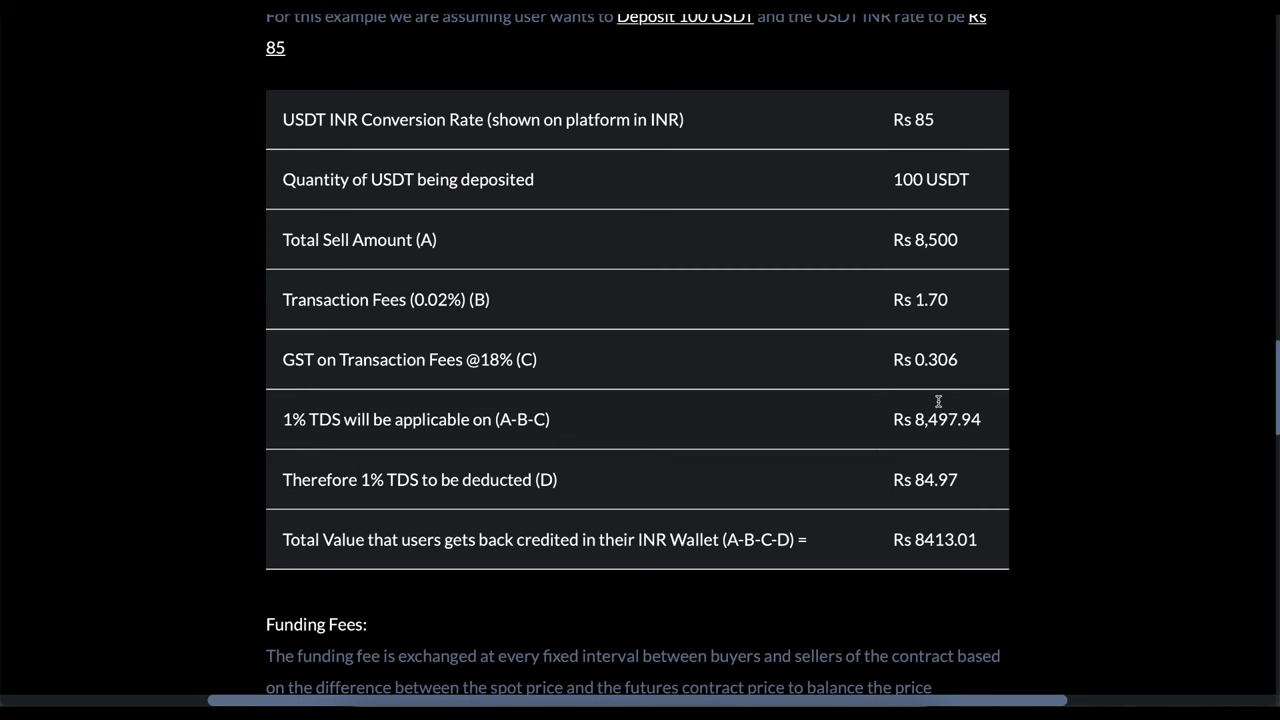 For this example we are assuming user wants to Deposit 100 USDT and the USDT INR rate to be Rs
85
USDT INR Conversion Rate (shown on platform in INR) Rs 85
Quantity of USDT being deposited 100 USDT
Total Sell Amount (A) Rs 8,500
Transaction Fees (0.02%) (B) Rs 1.70
GST on Transaction Fees @18% (C) Rs 0.306
1% TDS will be applicable on (A-B-C) Rs 8,497.94
Therefore 1% TDS to be deducted (D) Rs 84.97
Total Value that users gets back credited in their INR Wallet (A-B-C-D) = Rs 8413.01
Funding Fees:
The funding fee is exchanged at every fixed interval between buyers and sellers of the contract based
on the difference between the spot price and the futures contract price to balance the price